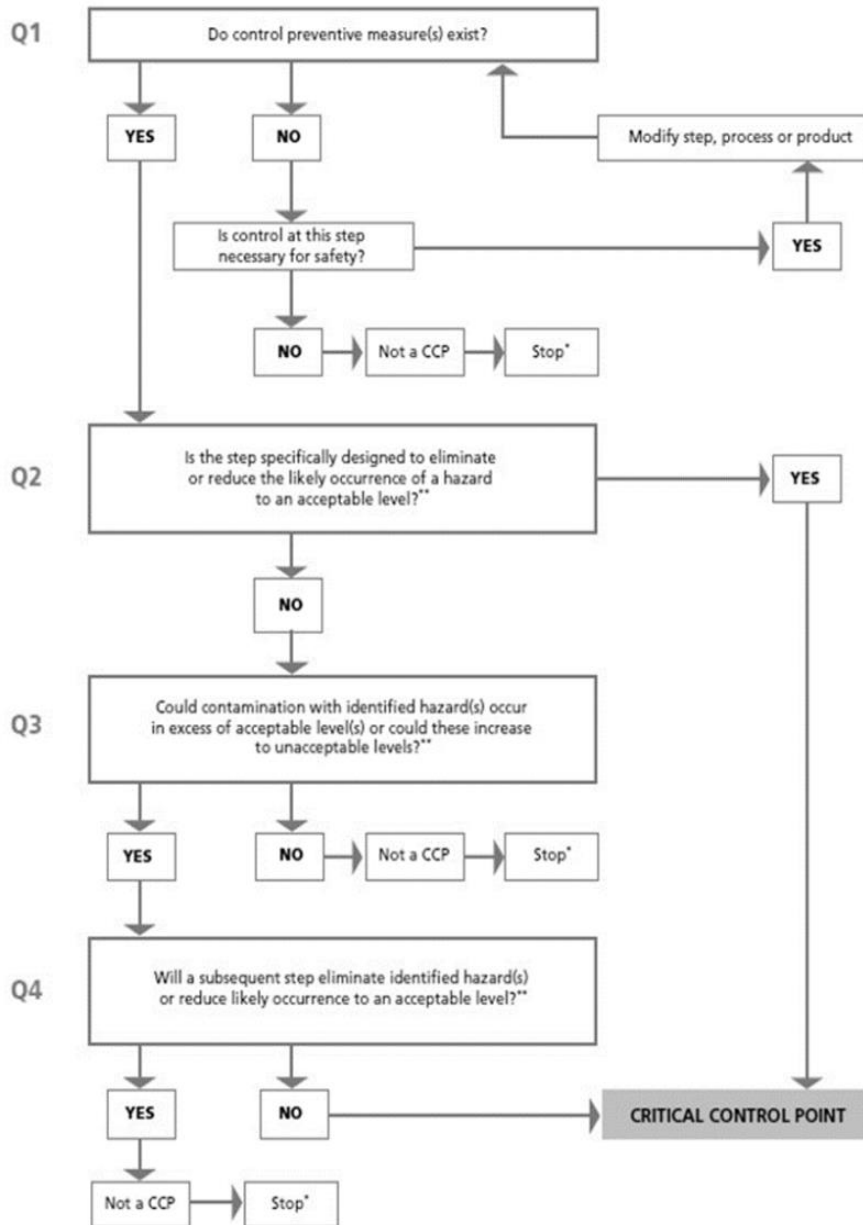 Q1
Do control preventive measure(s) exist?
YES
NO
Modify step, process or product
Is control at this step
necessary for safety?
YES
NO
Not a CCP
Stop*
Q2
Is the step specifically designed to eliminate
or reduce the likely occurrence of a hazard
to an acceptable level?**
YES
NO
Q3
Could contamination with identified hazard(s) occur
in excess of acceptable level(s) or could these increase
to unacceptable levels?**
YES
NO
Not a CCP
Stop*
Q4
Will a subsequent step eliminate identified hazard(s)
or reduce likely occurrence to an acceptable level?**
YES
NO
CRITICAL CONTROL POINT
Not a CCP
Stop*